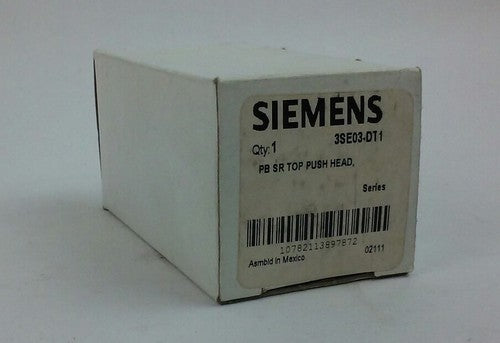 SIEMENS
3SE03-DT1
Qty:1
PB SR TOP PUSH HEAD,
Series
10782113897872
Asmbld in Mexico
02111